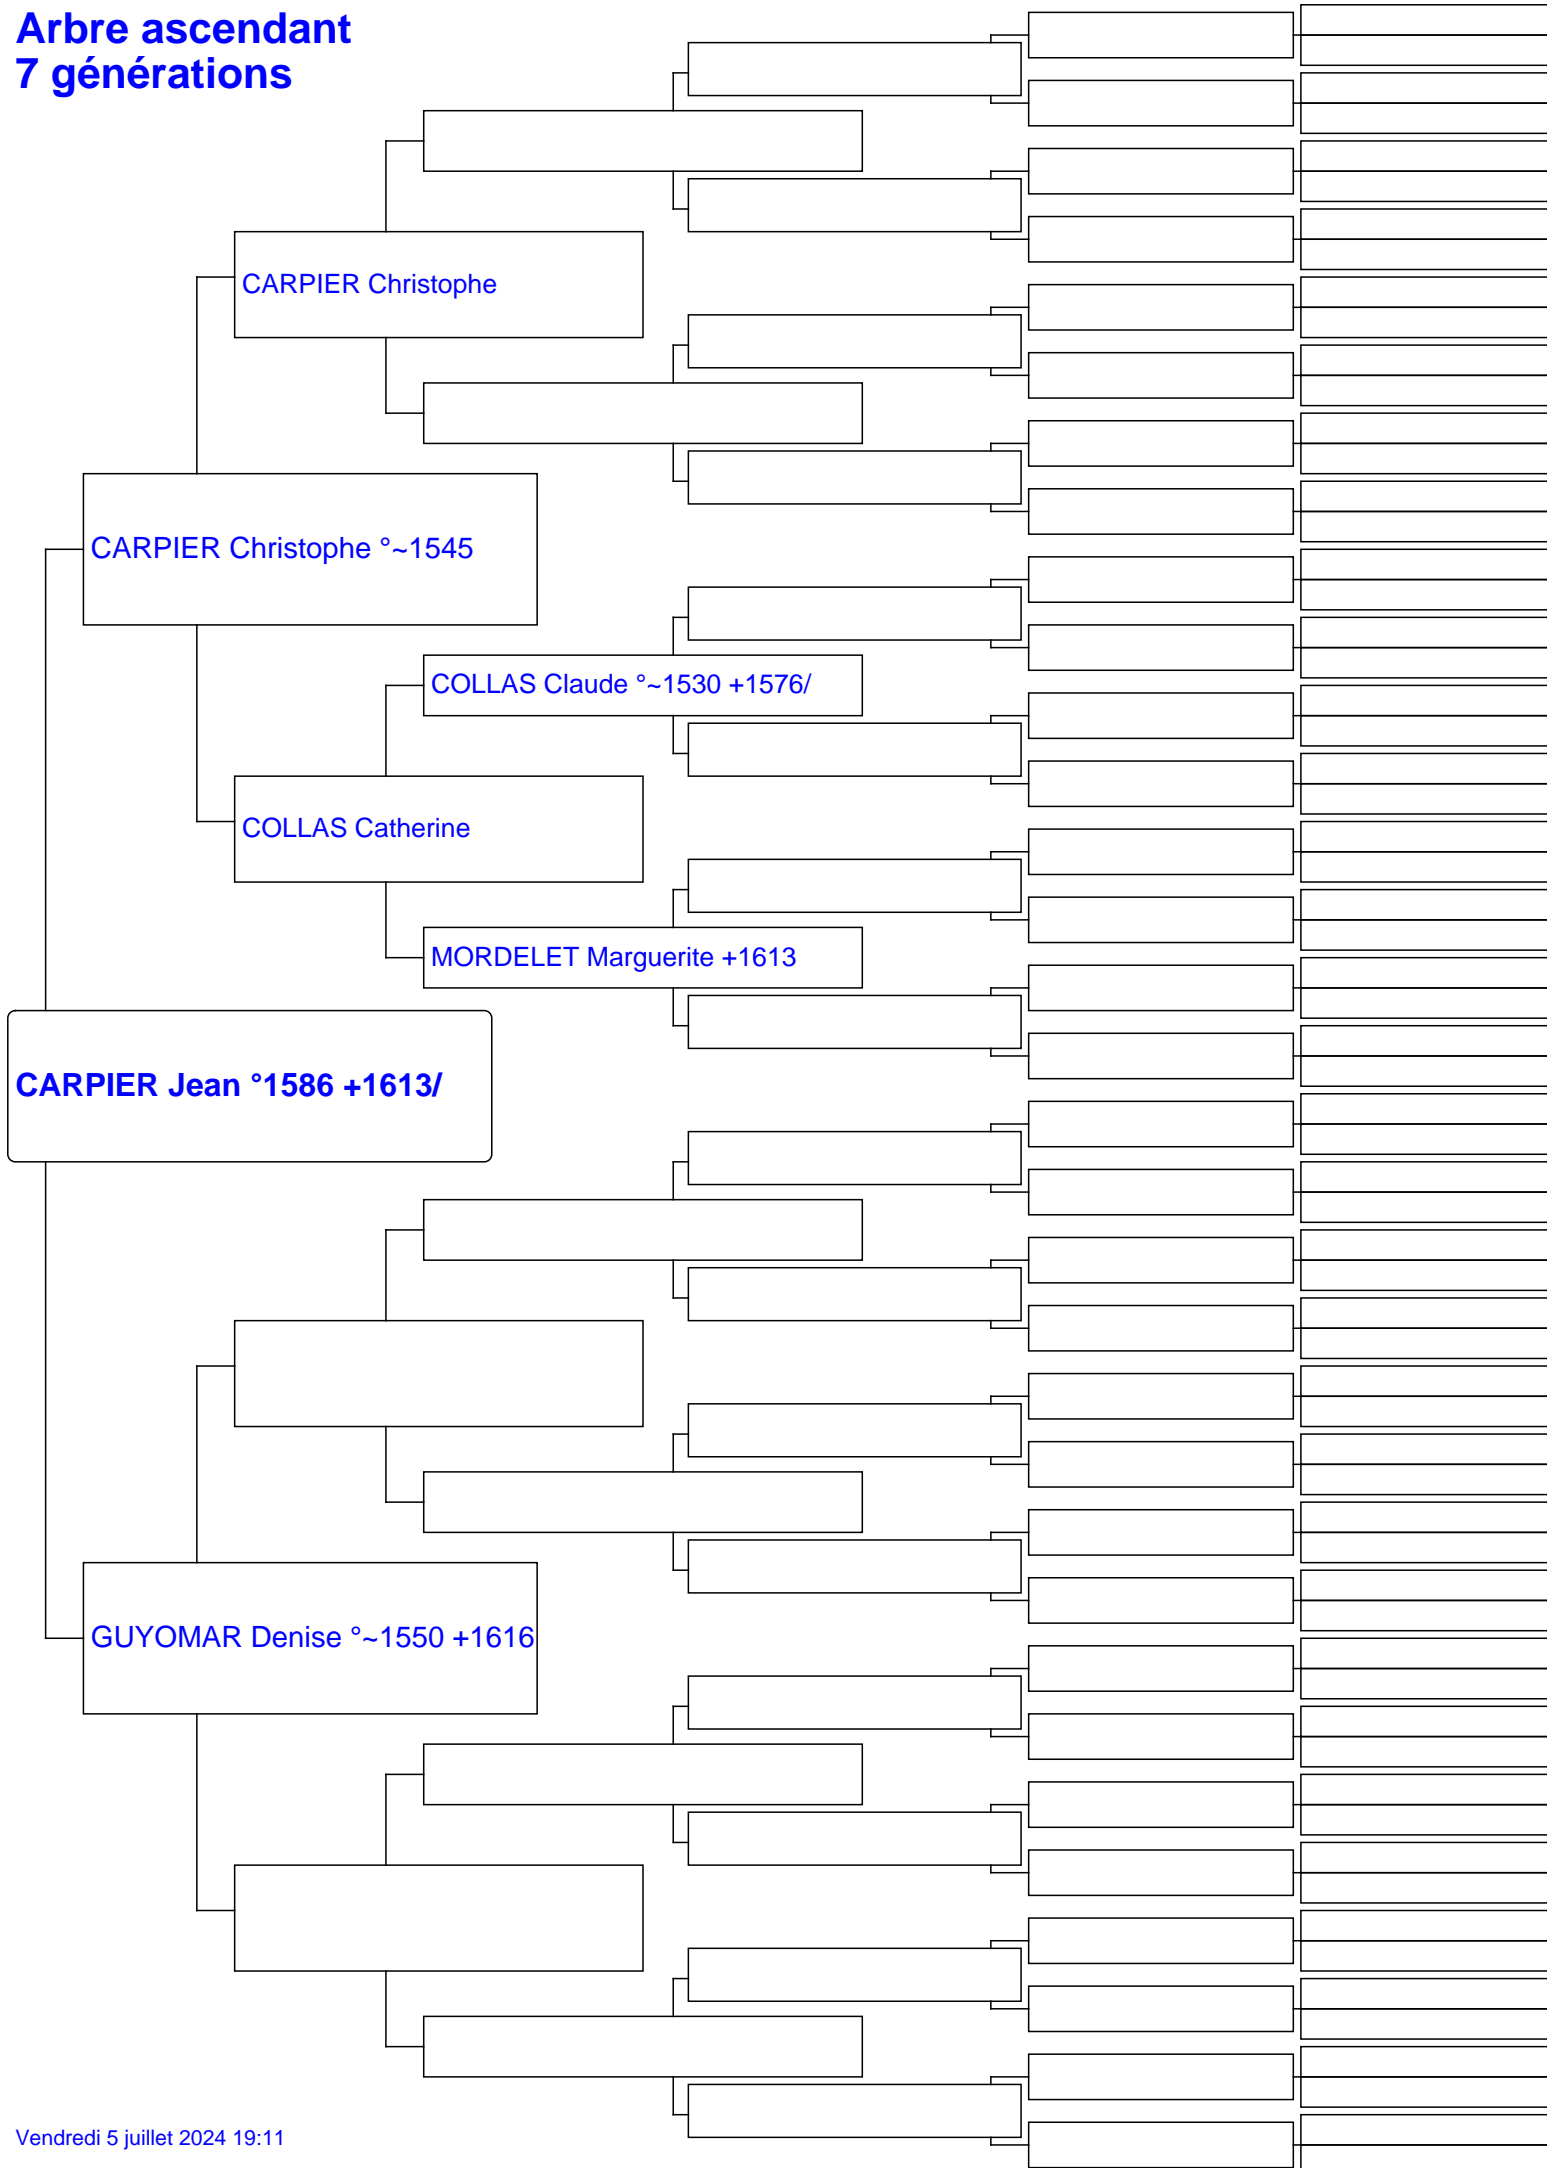 Arbre ascendant
7 générations
CARPIER Christophe
CARPIER Christophe °~1545
COLLAS Claude °~1530 +1576/
COLLAS Catherine
MORDELET Marguerite +1613
CARPIER Jean °1586 +1613/
GUYOMAR Denise °~1550 +1616
Vendredi 5 juillet 2024 19:11